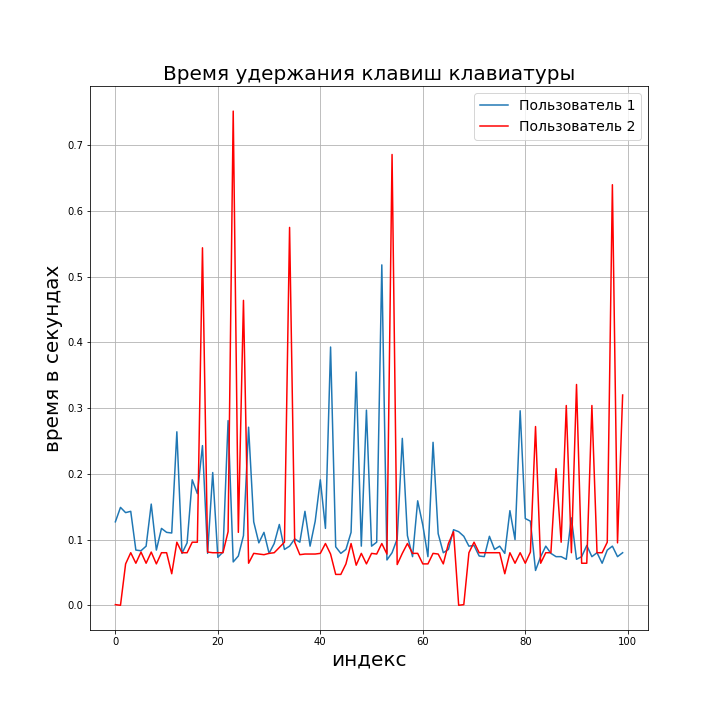 Время удержания клавиш клавиатуры
Пользователь 1
Пользователь 2
время в секундах
0.7
0.6
0.5
0.4
0.3
0.2
0.1
0.0
0
20
40
60
80
100
индекс